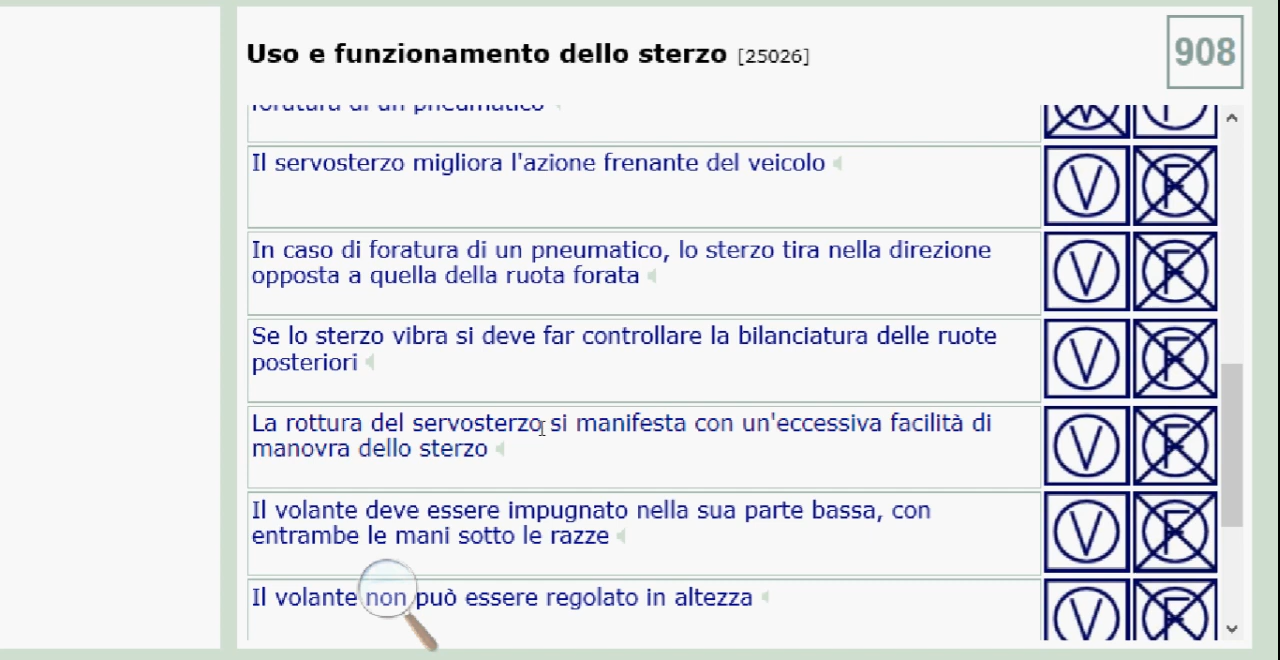 Uso e funzionamento dello sterzo [25026]
908
foratura di un pneumatico
V F
Il servosterzo migliora l'azione frenante del veicolo
V F
In caso di foratura di un pneumatico, lo sterzo tira nella direzione
opposta a quella della ruota forata
V F
Se lo sterzo vibra si deve far controllare la bilanciatura delle ruote
posteriori
V F
La rottura del servosterzo si manifesta con un'eccessiva facilità di
manovra dello sterzo
V F
Il volante deve essere impugnato nella sua parte bassa, con
entrambe le mani sotto le razze
V F
Il volante non può essere regolato in altezza
V F